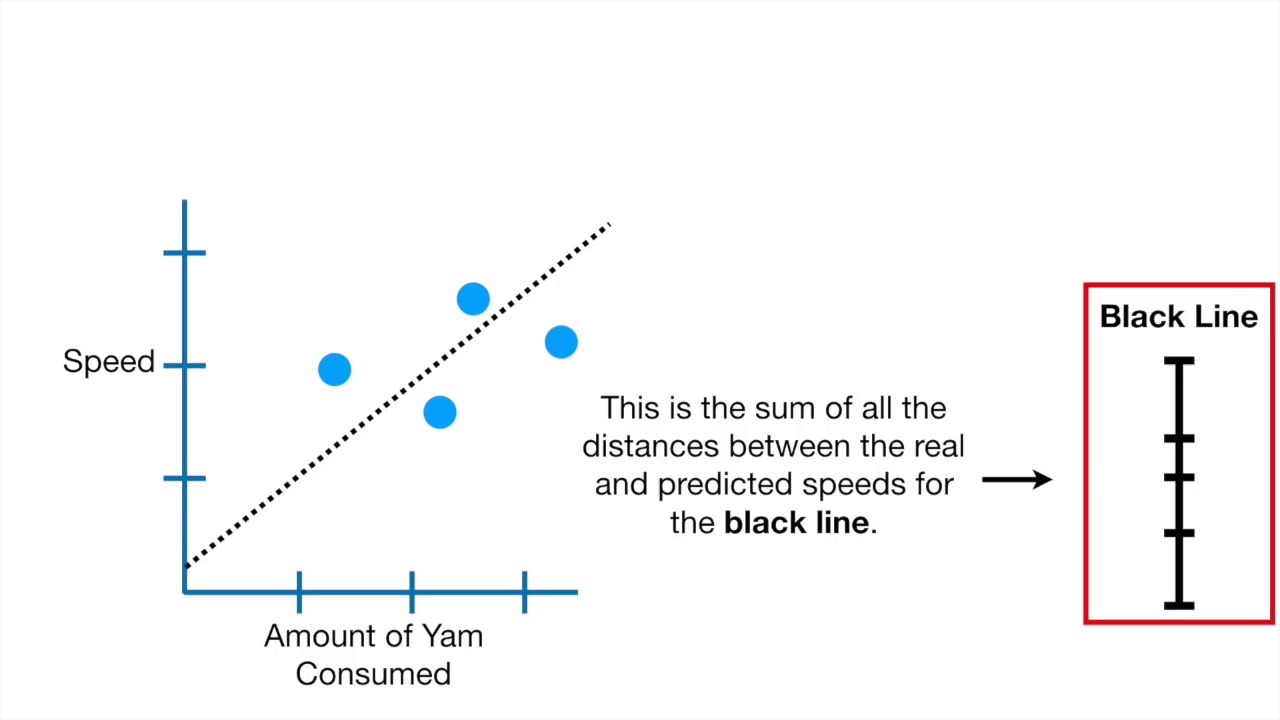 Speed
Amount of Yam
Consumed
This is the sum of all the
distances between the real
and predicted speeds for
the black line.
Black Line